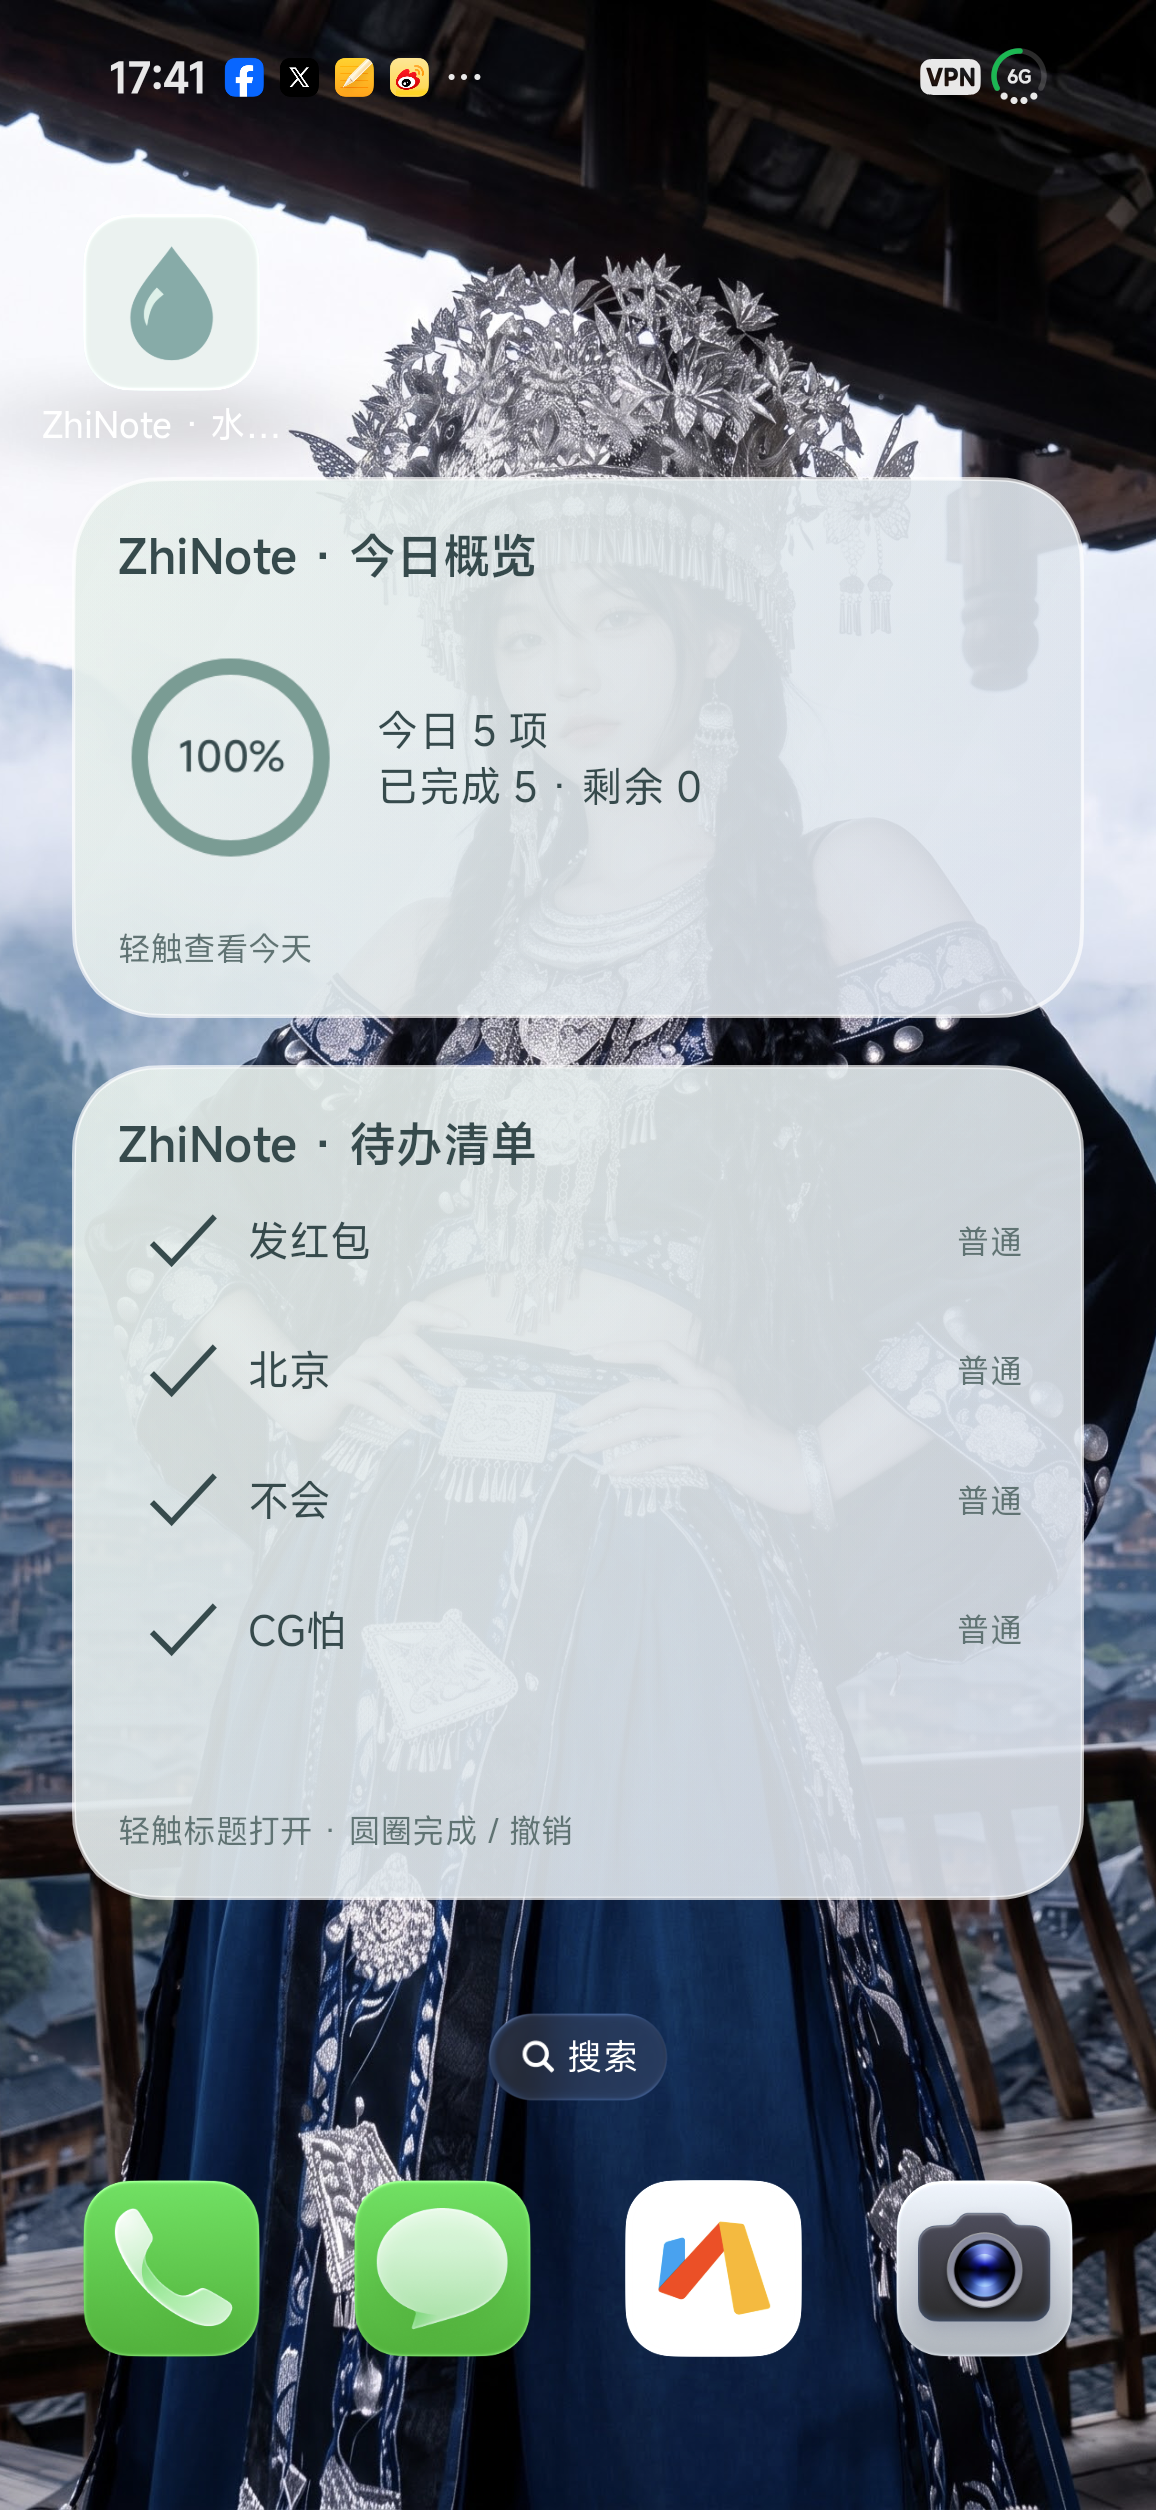 17:41
VPN
6G
ZhiNote · 水...
ZhiNote · 今日概览
100%
今日 5 项
已完成 5 · 剩余 0
轻触查看今天
ZhiNote · 待办清单
发红包 普通
北京 普通
不会 普通
CG怕 普通
轻触标题打开 · 圆圈完成 / 撤销
搜索